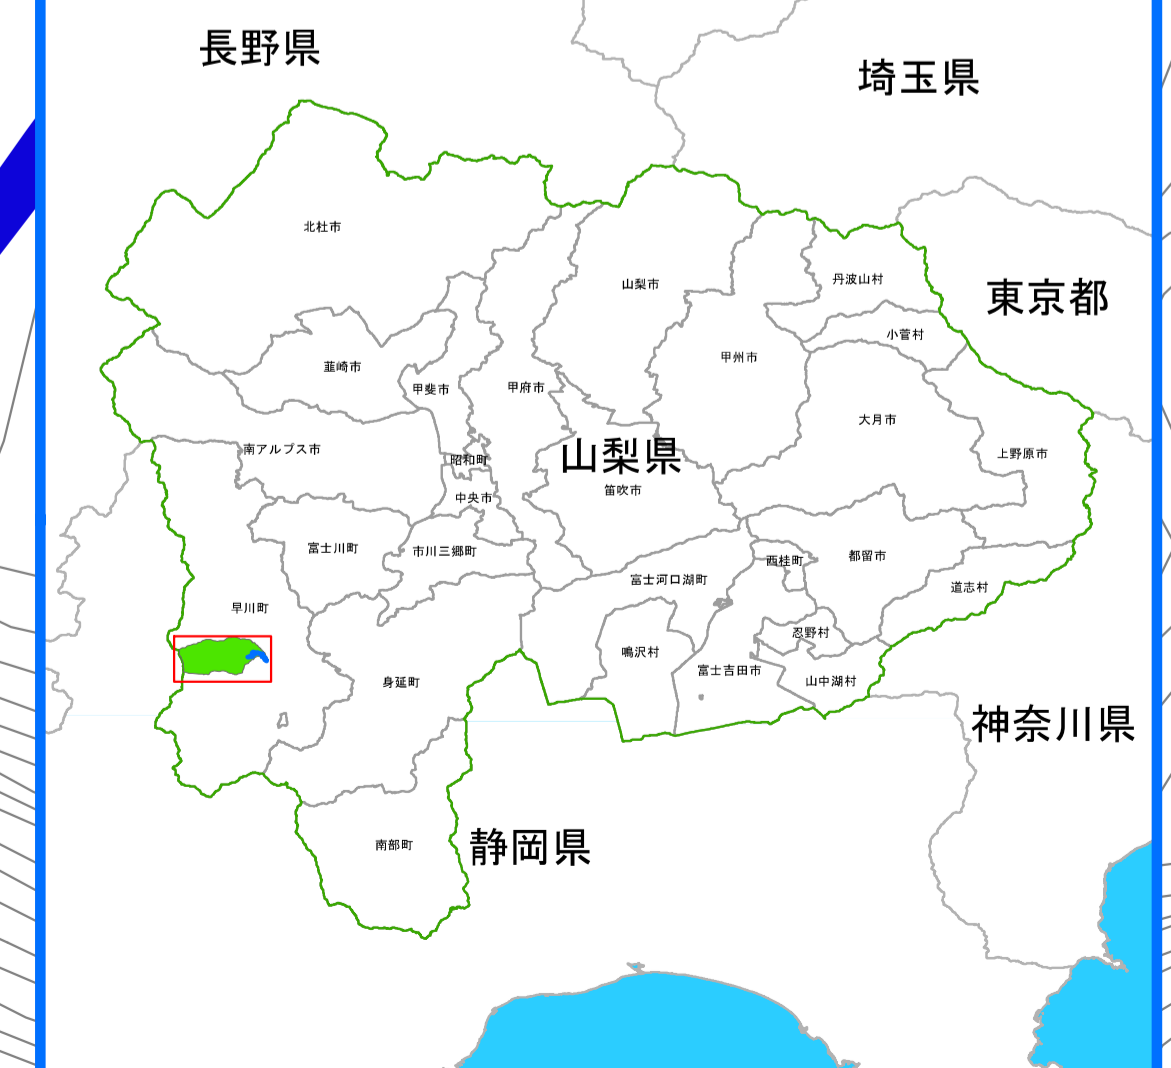 長野県
埼玉県
北杜市
丹波山村
山梨市
東京都
小菅村
甲州市
韮崎市
甲斐市
甲府市
大月市
南アルプス市
上野原市
山梨県
昭和町
笛吹市
中央市
富士川町
市川三郷町
都留市
西桂町
富士河口湖町
道志村
早川町
忍野村
鳴沢村
富士吉田市
身延町
山中湖村
神奈川県
南部町
静岡県